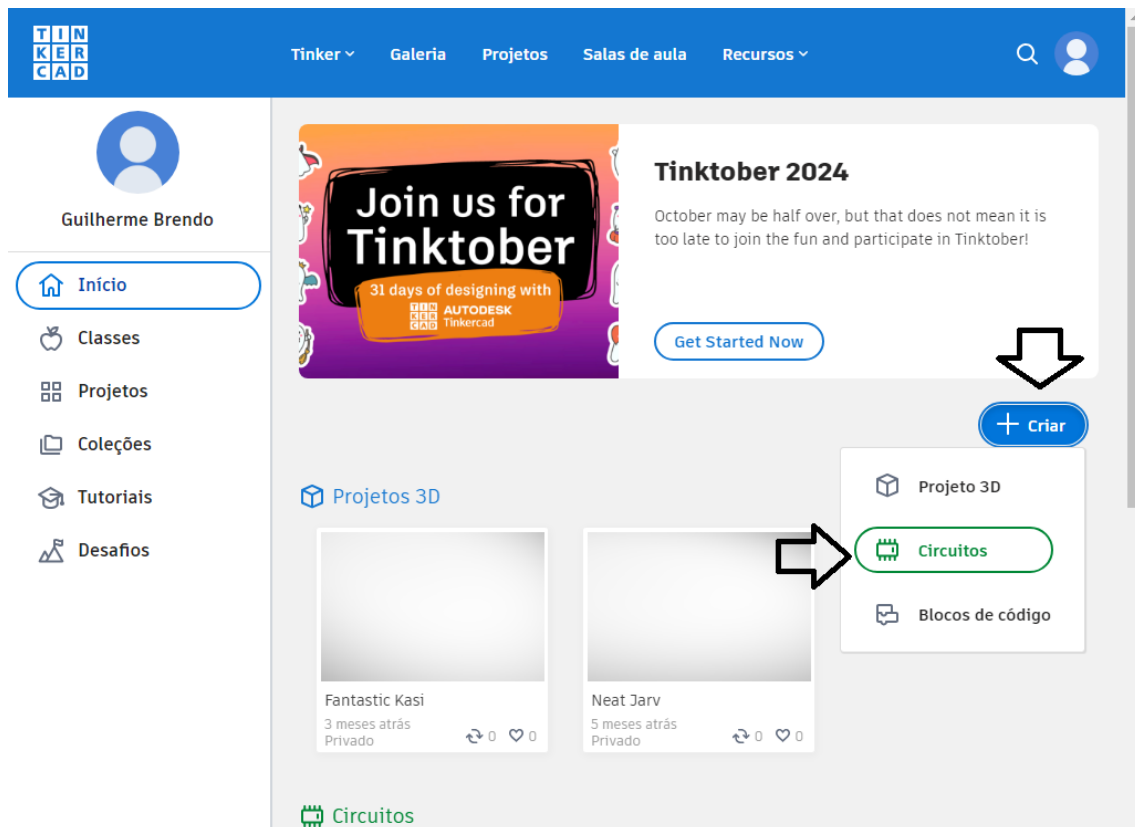 TIN
KER
CAD
Tinker Galeria Projetos Salas de aula Recursos
Guilherme Brendo
Início
Classes
Projetos
Coleções
Tutoriais
Desafios
Join us for
Tinktober
31 days of designing with
TIN
KER
CAD
AUTODESK
Tinkercad
Tinktober 2024
October may be half over, but that does not mean it is
too late to join the fun and participate in Tinktober!
Get Started Now
+ Criar
Projeto 3D
Circuitos
Blocos de código
Projetos 3D
Fantastic Kasi
3 meses atrás
Privado
0 0
Neat Jarv
5 meses atrás
Privado
0 0
Circuitos